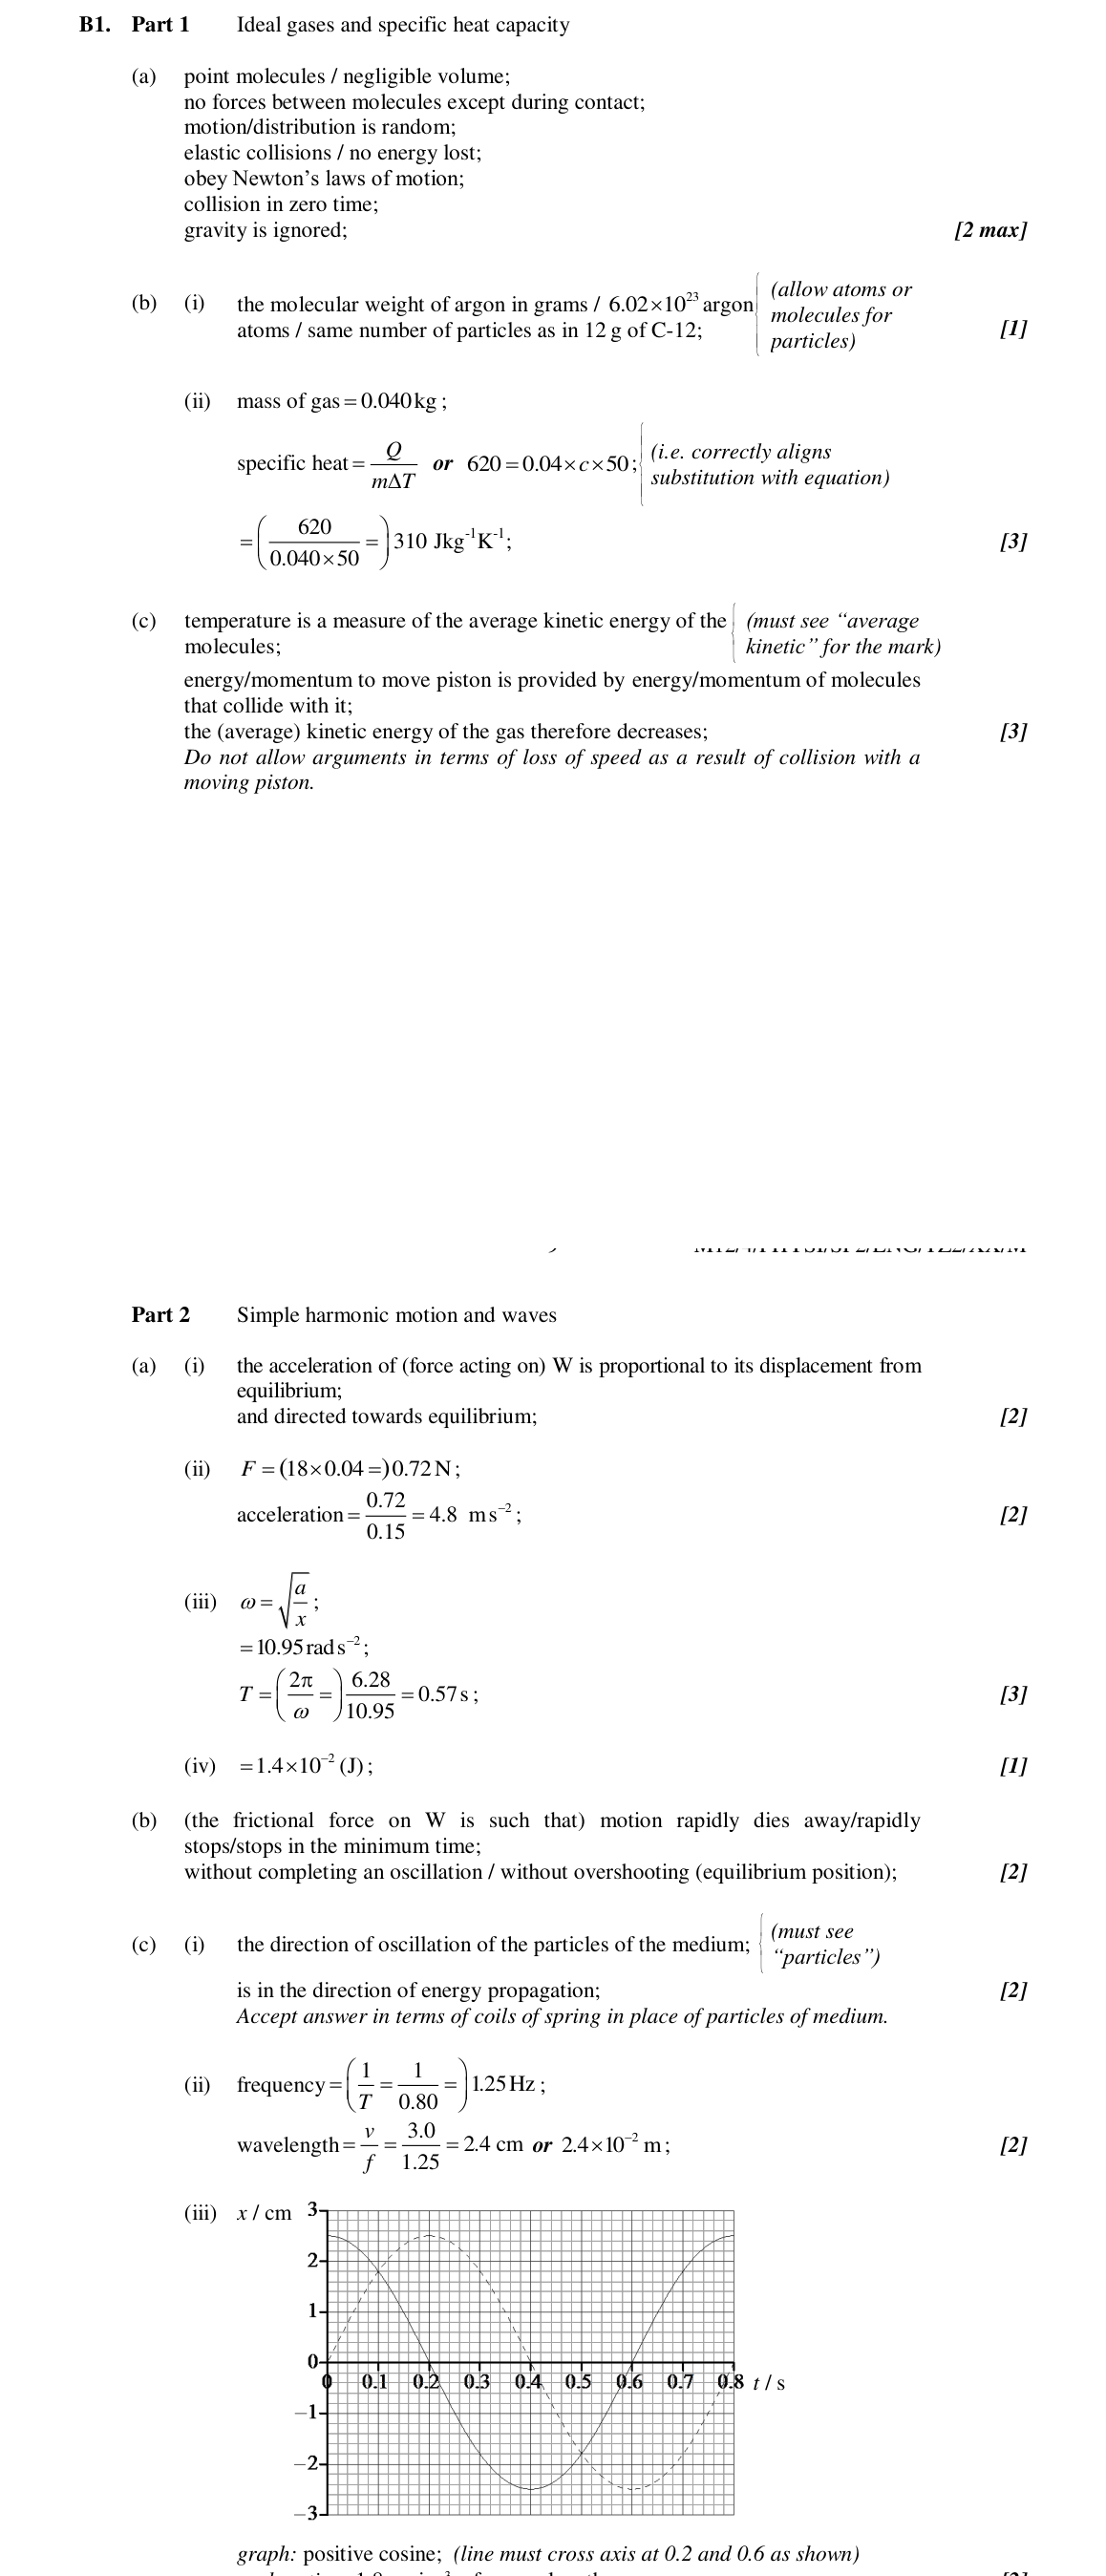 B1. Part 1 Ideal gases and specific heat capacity
(a) point molecules / negligible volume;
no forces between molecules except during contact;
motion/distribution is random;
elastic collisions / no energy lost;
obey Newton's laws of motion;
collision in zero time;
gravity is ignored; [2 max]
(b) (i) the molecular weight of argon in grams / 6.02×10²³ argon
atoms / same number of particles as in 12 g of C-12;
(allow atoms or
molecules for
particles) [1]
(ii) mass of gas = 0.040 kg ;
specific heat = Q/(mΔT) or 620 = 0.04 × c × 50 ;
(i.e. correctly aligns
substitution with equation)
= (620/(0.040×50) =) 310 Jkg⁻¹K⁻¹; [3]
(c) temperature is a measure of the average kinetic energy of the
molecules;
(must see “average
kinetic” for the mark)
energy/momentum to move piston is provided by energy/momentum of molecules
that collide with it;
the (average) kinetic energy of the gas therefore decreases; [3]
Do not allow arguments in terms of loss of speed as a result of collision with a
moving piston.
Part 2 Simple harmonic motion and waves
(a) (i) the acceleration of (force acting on) W is proportional to its displacement from
equilibrium;
and directed towards equilibrium; [2]
(ii) F = (18×0.04 =) 0.72 N ;
acceleration = 0.72/0.15 = 4.8 m s⁻² ; [2]
(iii) ω = √(a/x) ;
= 10.95 rad s⁻² ;
T = (2π/ω =) 6.28/10.95 = 0.57 s ; [3]
(iv) = 1.4×10⁻² (J) ; [1]
(b) (the frictional force on W is such that) motion rapidly dies away/rapidly
stops/stops in the minimum time;
without completing an oscillation / without overshooting (equilibrium position); [2]
(c) (i) the direction of oscillation of the particles of the medium;
(must see
“particles”)
is in the direction of energy propagation; [2]
Accept answer in terms of coils of spring in place of particles of medium.
(ii) frequency = (1/T = 1/0.80 =) 1.25 Hz ;
wavelength = v/f = 3.0/1.25 = 2.4 cm or 2.4×10⁻² m ; [2]
(iii) x / cm 3
2
1
0
0 0.1 0.2 0.3 0.4 0.5 0.6 0.7 0.8 t / s
−1
−2
−3
graph: positive cosine; (line must cross axis at 0.2 and 0.6 as shown)